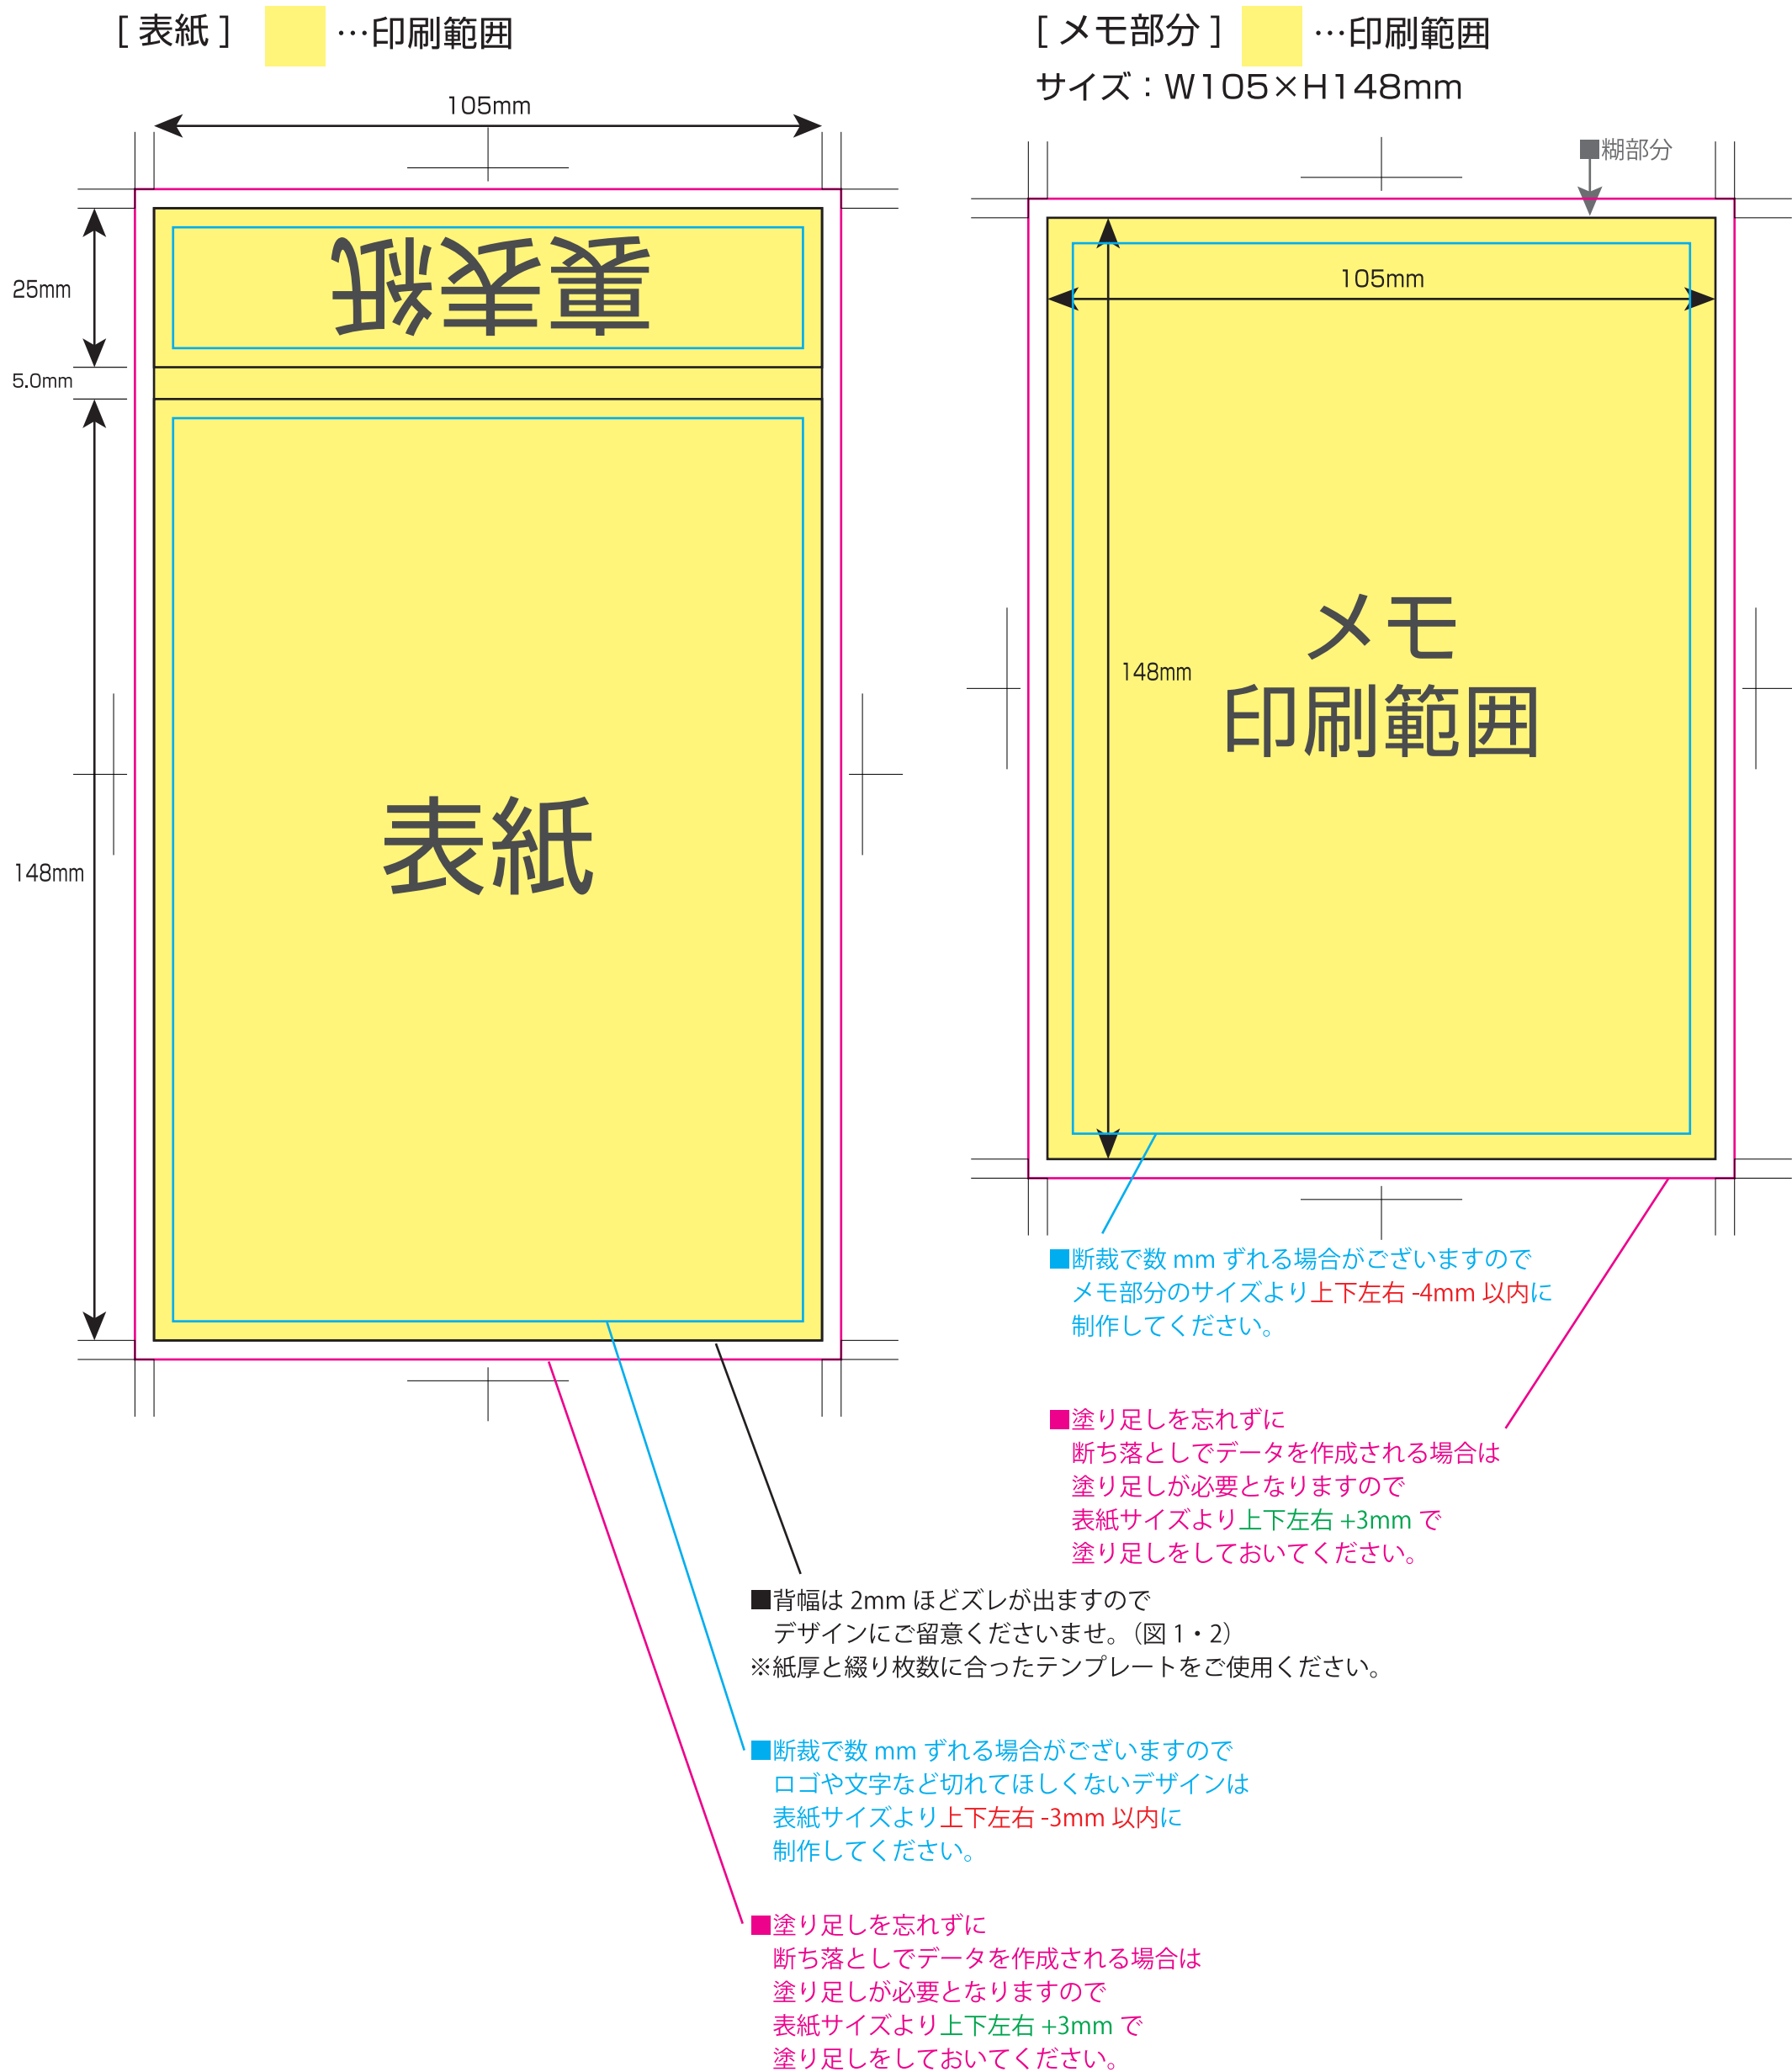 ［表紙］ …印刷範囲
105mm
25mm
裏表紙
5.0mm
148mm
表紙
［メモ部分］ …印刷範囲
サイズ：W105×H148mm
■糊部分
105mm
148mm
メモ
印刷範囲
■断裁で数 mm ずれる場合がございますので
メモ部分のサイズより上下左右 -4mm 以内に
制作してください。
■塗り足しを忘れずに
断ち落としでデータを作成される場合は
塗り足しが必要となりますので
表紙サイズより上下左右 +3mm で
塗り足しをしておいてください。
■背幅は 2mm ほどズレが出ますので
デザインにご留意くださいませ。（図 1・2）
※紙厚と綴り枚数に合ったテンプレートをご使用ください。
■断裁で数 mm ずれる場合がございますので
ロゴや文字など切れてほしくないデザインは
表紙サイズより上下左右 -3mm 以内に
制作してください。
■塗り足しを忘れずに
断ち落としでデータを作成される場合は
塗り足しが必要となりますので
表紙サイズより上下左右 +3mm で
塗り足しをしておいてください。